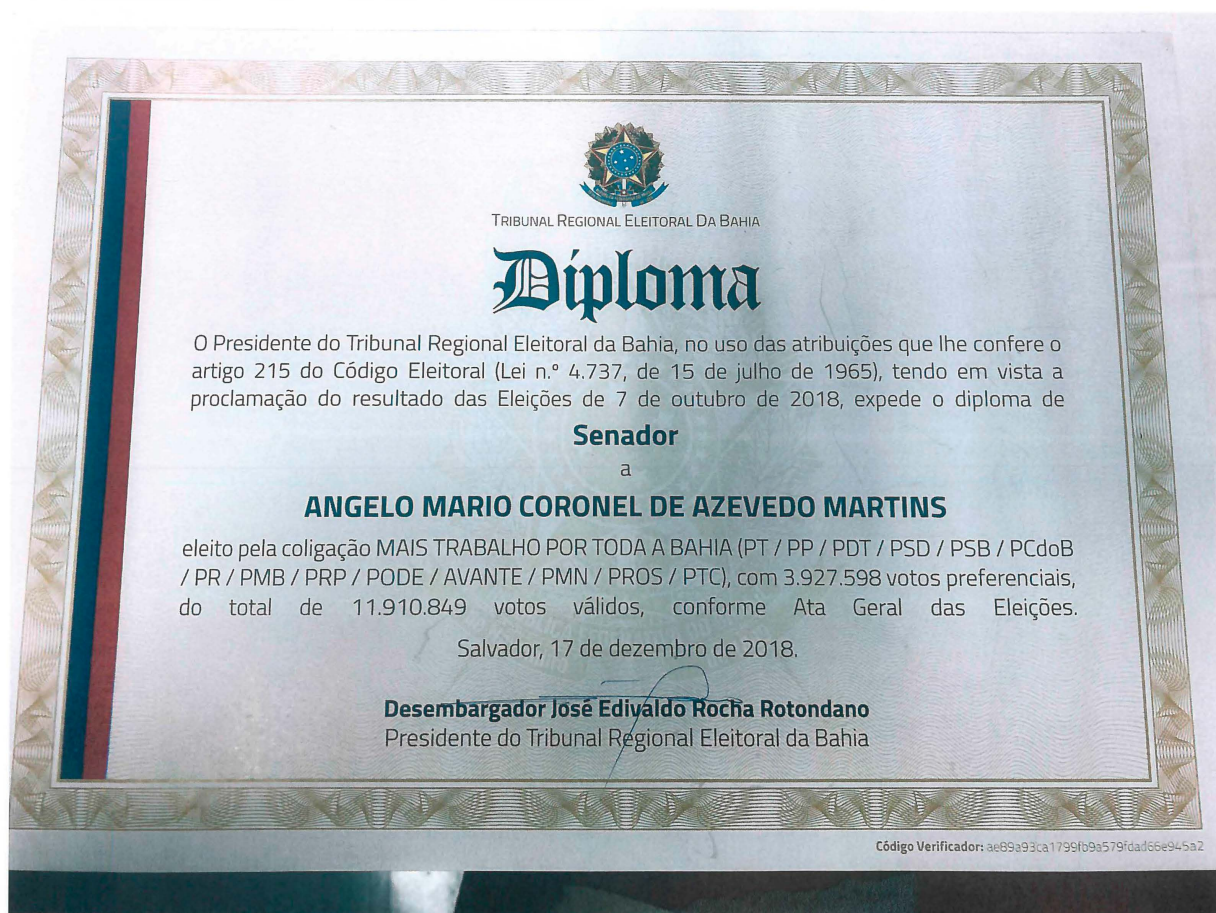 TRIBUNAL REGIONAL ELEITORAL DA BAHIA
Diploma
O Presidente do Tribunal Regional Eleitoral da Bahia, no uso das atribuições que lhe confere o
artigo 215 do Código Eleitoral (Lei n.º 4.737, de 15 de julho de 1965), tendo em vista a
proclamação do resultado das Eleições de 7 de outubro de 2018, expede o diploma de
Senador
a
ANGELO MARIO CORONEL DE AZEVEDO MARTINS
eleito pela coligação MAIS TRABALHO POR TODA A BAHIA (PT / PP / PDT / PSD / PSB / PCdoB
/ PR / PMB / PRP / PODE / AVANTE / PMN / PROS / PTC), com 3.927.598 votos preferenciais,
do total de 11.910.849 votos válidos, conforme Ata Geral das Eleições.
Salvador, 17 de dezembro de 2018.
Desembargador José Edivaldo Rocha Rotondano
Presidente do Tribunal Regional Eleitoral da Bahia
Código Verificador: ae89a93ca1799fb9a579fdad66e945a2